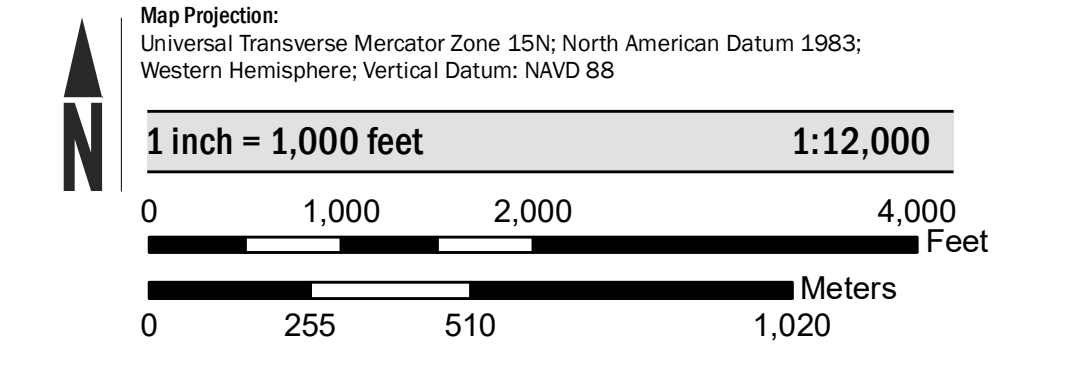 Map Projection:
Universal Transverse Mercator Zone 15N; North American Datum 1983;
Western Hemisphere; Vertical Datum: NAVD 88
N
1 inch = 1,000 feet 1:12,000
0 1,000 2,000 4,000
Feet
Meters
0 255 510 1,020